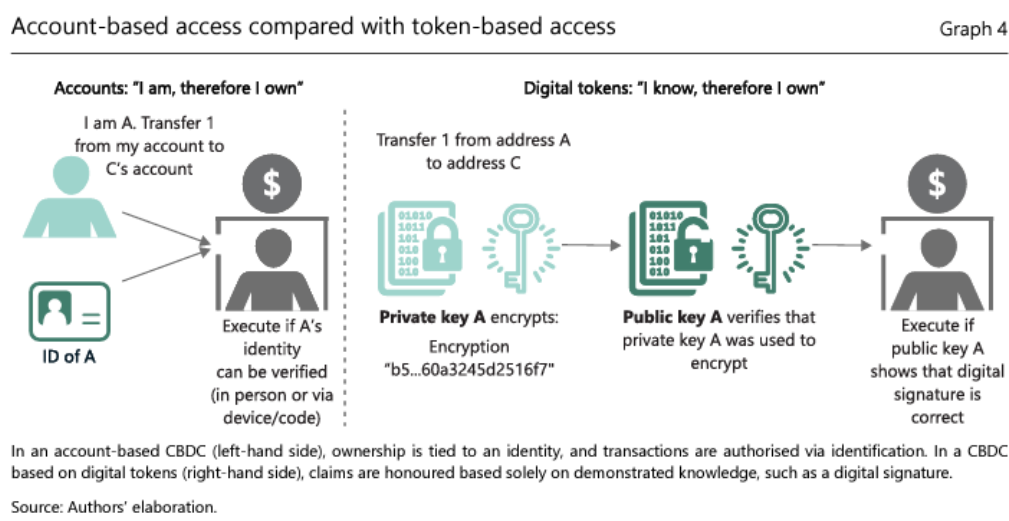 Account-based access compared with token-based access
Graph 4
Accounts: "I am, therefore I own"
I am A. Transfer 1
from my account to
C's account
$
ID of A
Execute if A's
identity
can be verified
(in person or via
device/code)
Digital tokens: "I know, therefore I own"
Transfer 1 from address A
to address C
01010
1011
101
010
100
010
Private key A encrypts:
Encryption
"b5...60a3245d2516f7"
01010
1011
101
010
100
010
Public key A verifies that
private key A was used to
encrypt
$
Execute if
public key A
shows that digital
signature is
correct
In an account-based CBDC (left-hand side), ownership is tied to an identity, and transactions are authorised via identification. In a CBDC
based on digital tokens (right-hand side), claims are honoured based solely on demonstrated knowledge, such as a digital signature.
Source: Authors' elaboration.